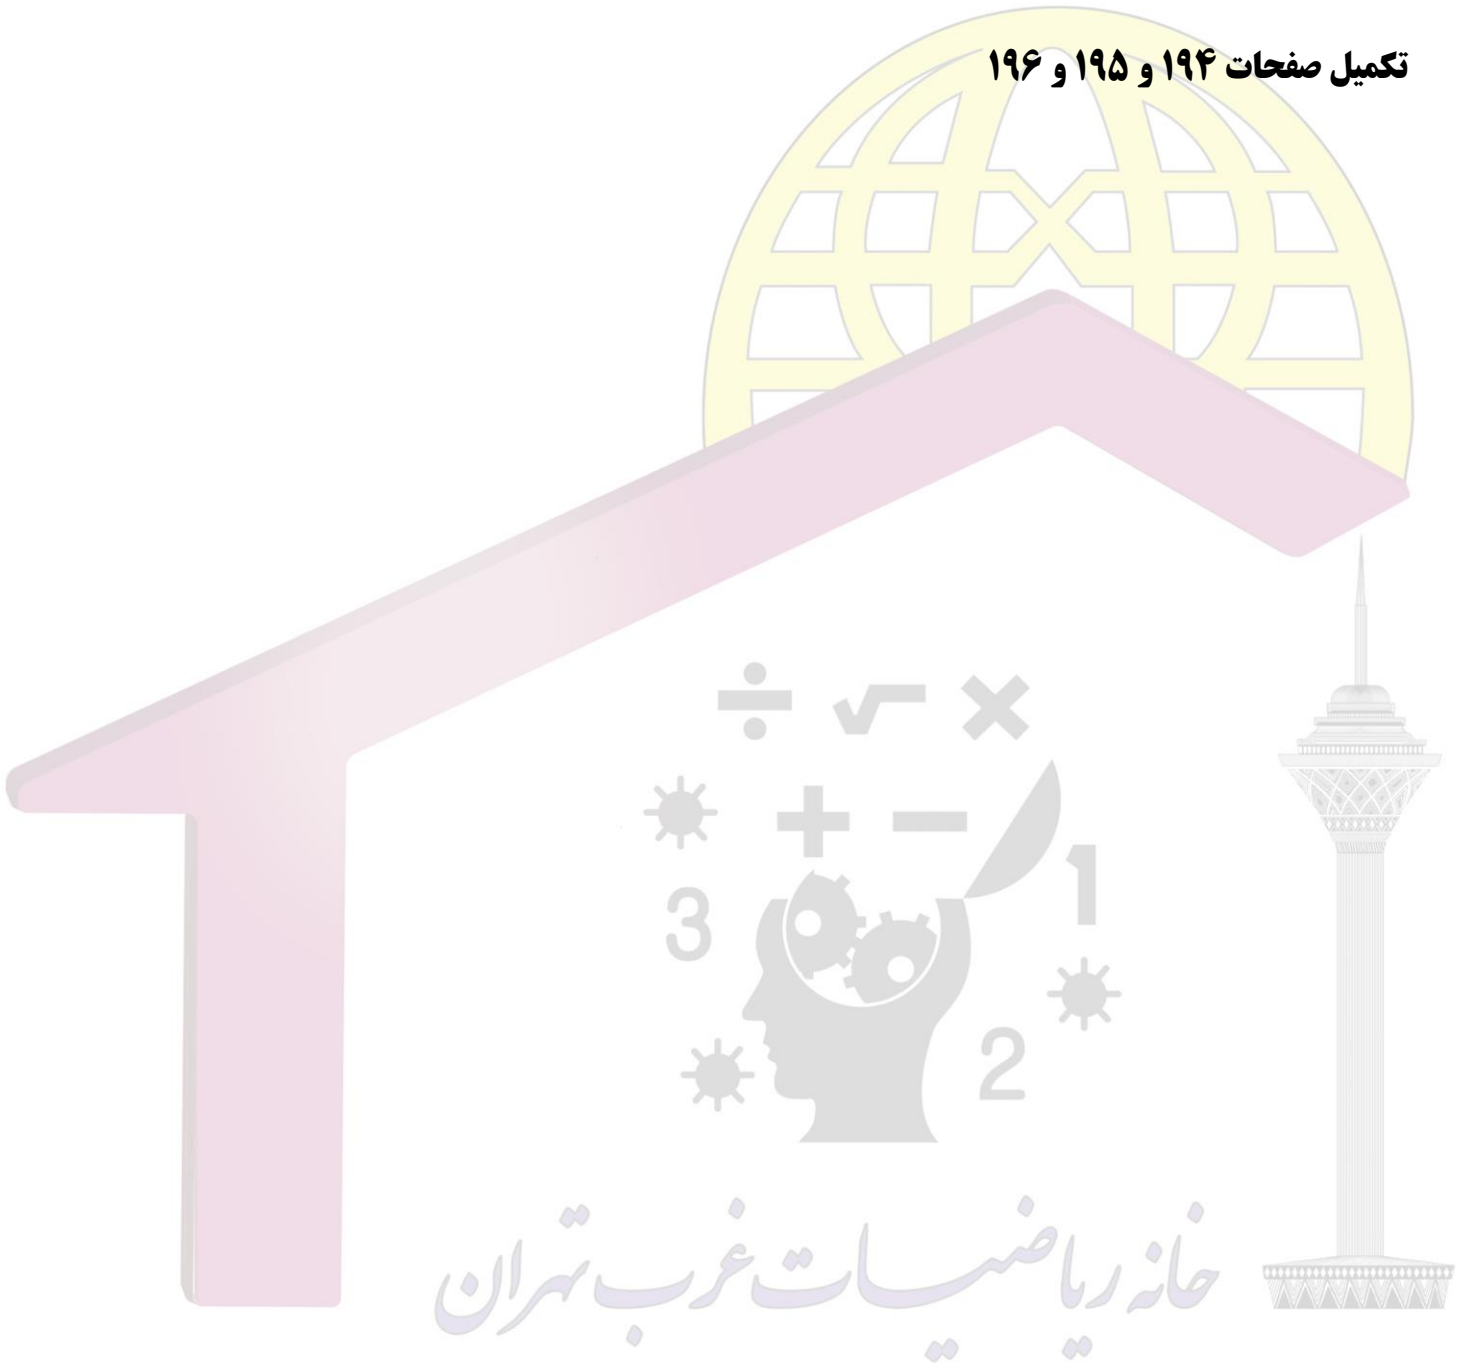 تکمیل صفحات ۱۹۴ و ۱۹۵ و ۱۹۶
÷ √ ×
+ −
3 1
2
خانه ریاضیات غرب تهران